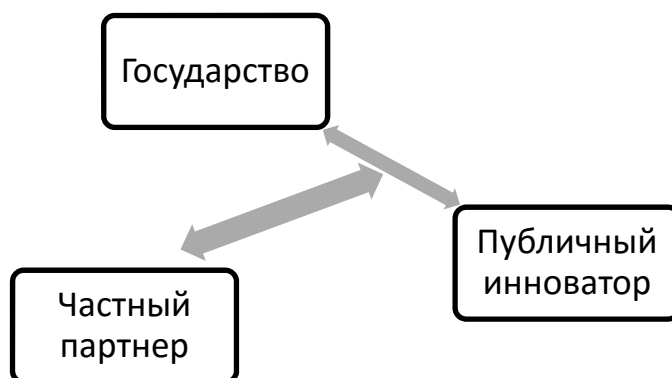 Государство
Публичный
инноватор
Частный
партнер